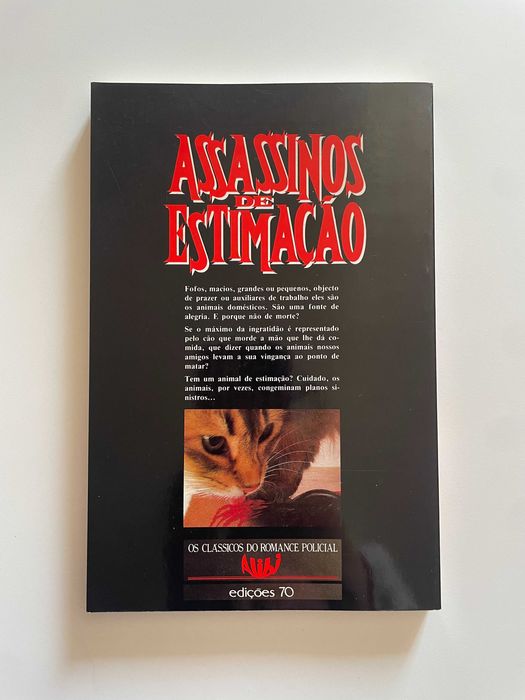 ASSASSINOS
DE
ESTIMAÇÃO
Fofos, macios, grandes ou pequenos, objecto
de prazer ou auxiliares de trabalho eles são
os animais domésticos. São uma fonte de
alegria. E porque não de morte?
Se o máximo da ingratidão é representado
pelo cão que morde a mão que lhe dá co-
mida, que dizer quando os animais nossos
amigos levam a sua vingança ao ponto de
matar?
Tem um animal de estimação? Cuidado, os
animais, por vezes, congeminam planos si-
nistros...
OS CLÁSSICOS DO ROMANCE POLICIAL
Alibi
edições 70